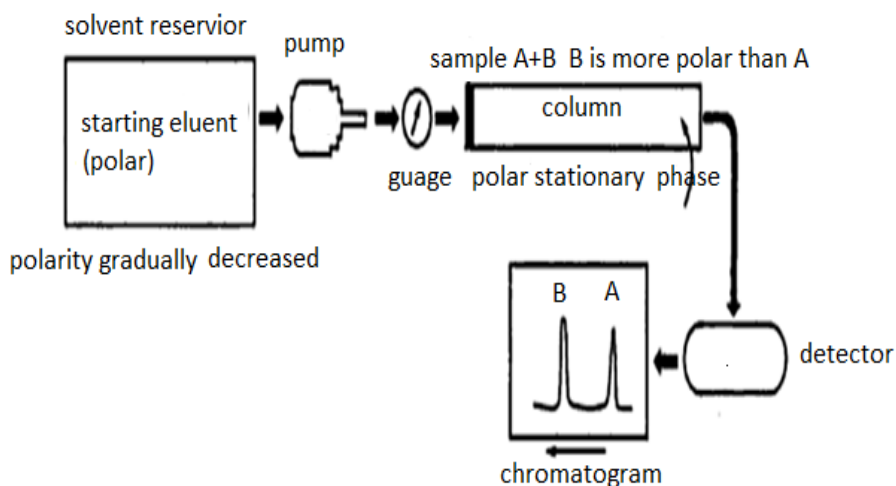 solvent reservior
pump
sample A+B B is more polar than A
starting eluent
(polar)
column
guage
polar stationary phase
polarity gradually decreased
B A
detector
chromatogram